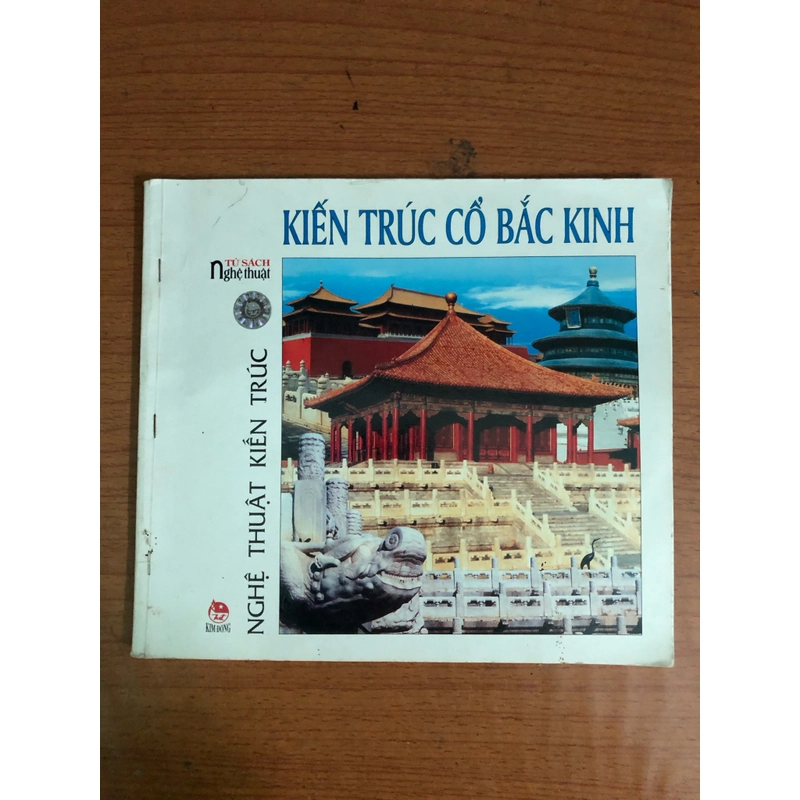 KIẾN TRÚC CỔ BẮC KINH
TỦ SÁCH
nghệ thuật
NGHỆ THUẬT KIẾN TRÚC
KIM ĐỒNG